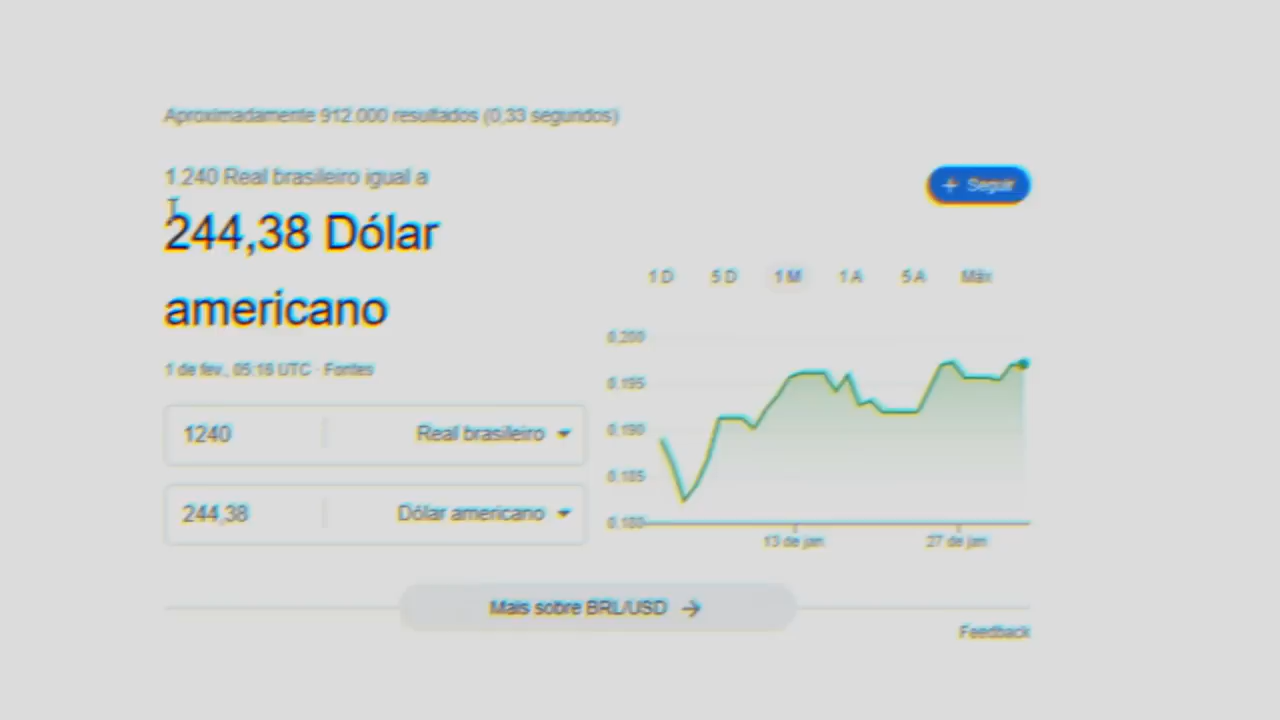 Aproximadamente 912.000 resultados (0,33 segundos)
1.240 Real brasileiro igual a
244,38 Dólar
americano
1 de fev., 05:16 UTC · Fontes
1240 Real brasileiro
244,38 Dólar americano
+ Seguir
1 D 5 D 1 M 1 A 5 A Máx
0,200
0,195
0,190
0,185
0,180
13 de jan 27 de jan
Mais sobre BRL/USD →
Feedback